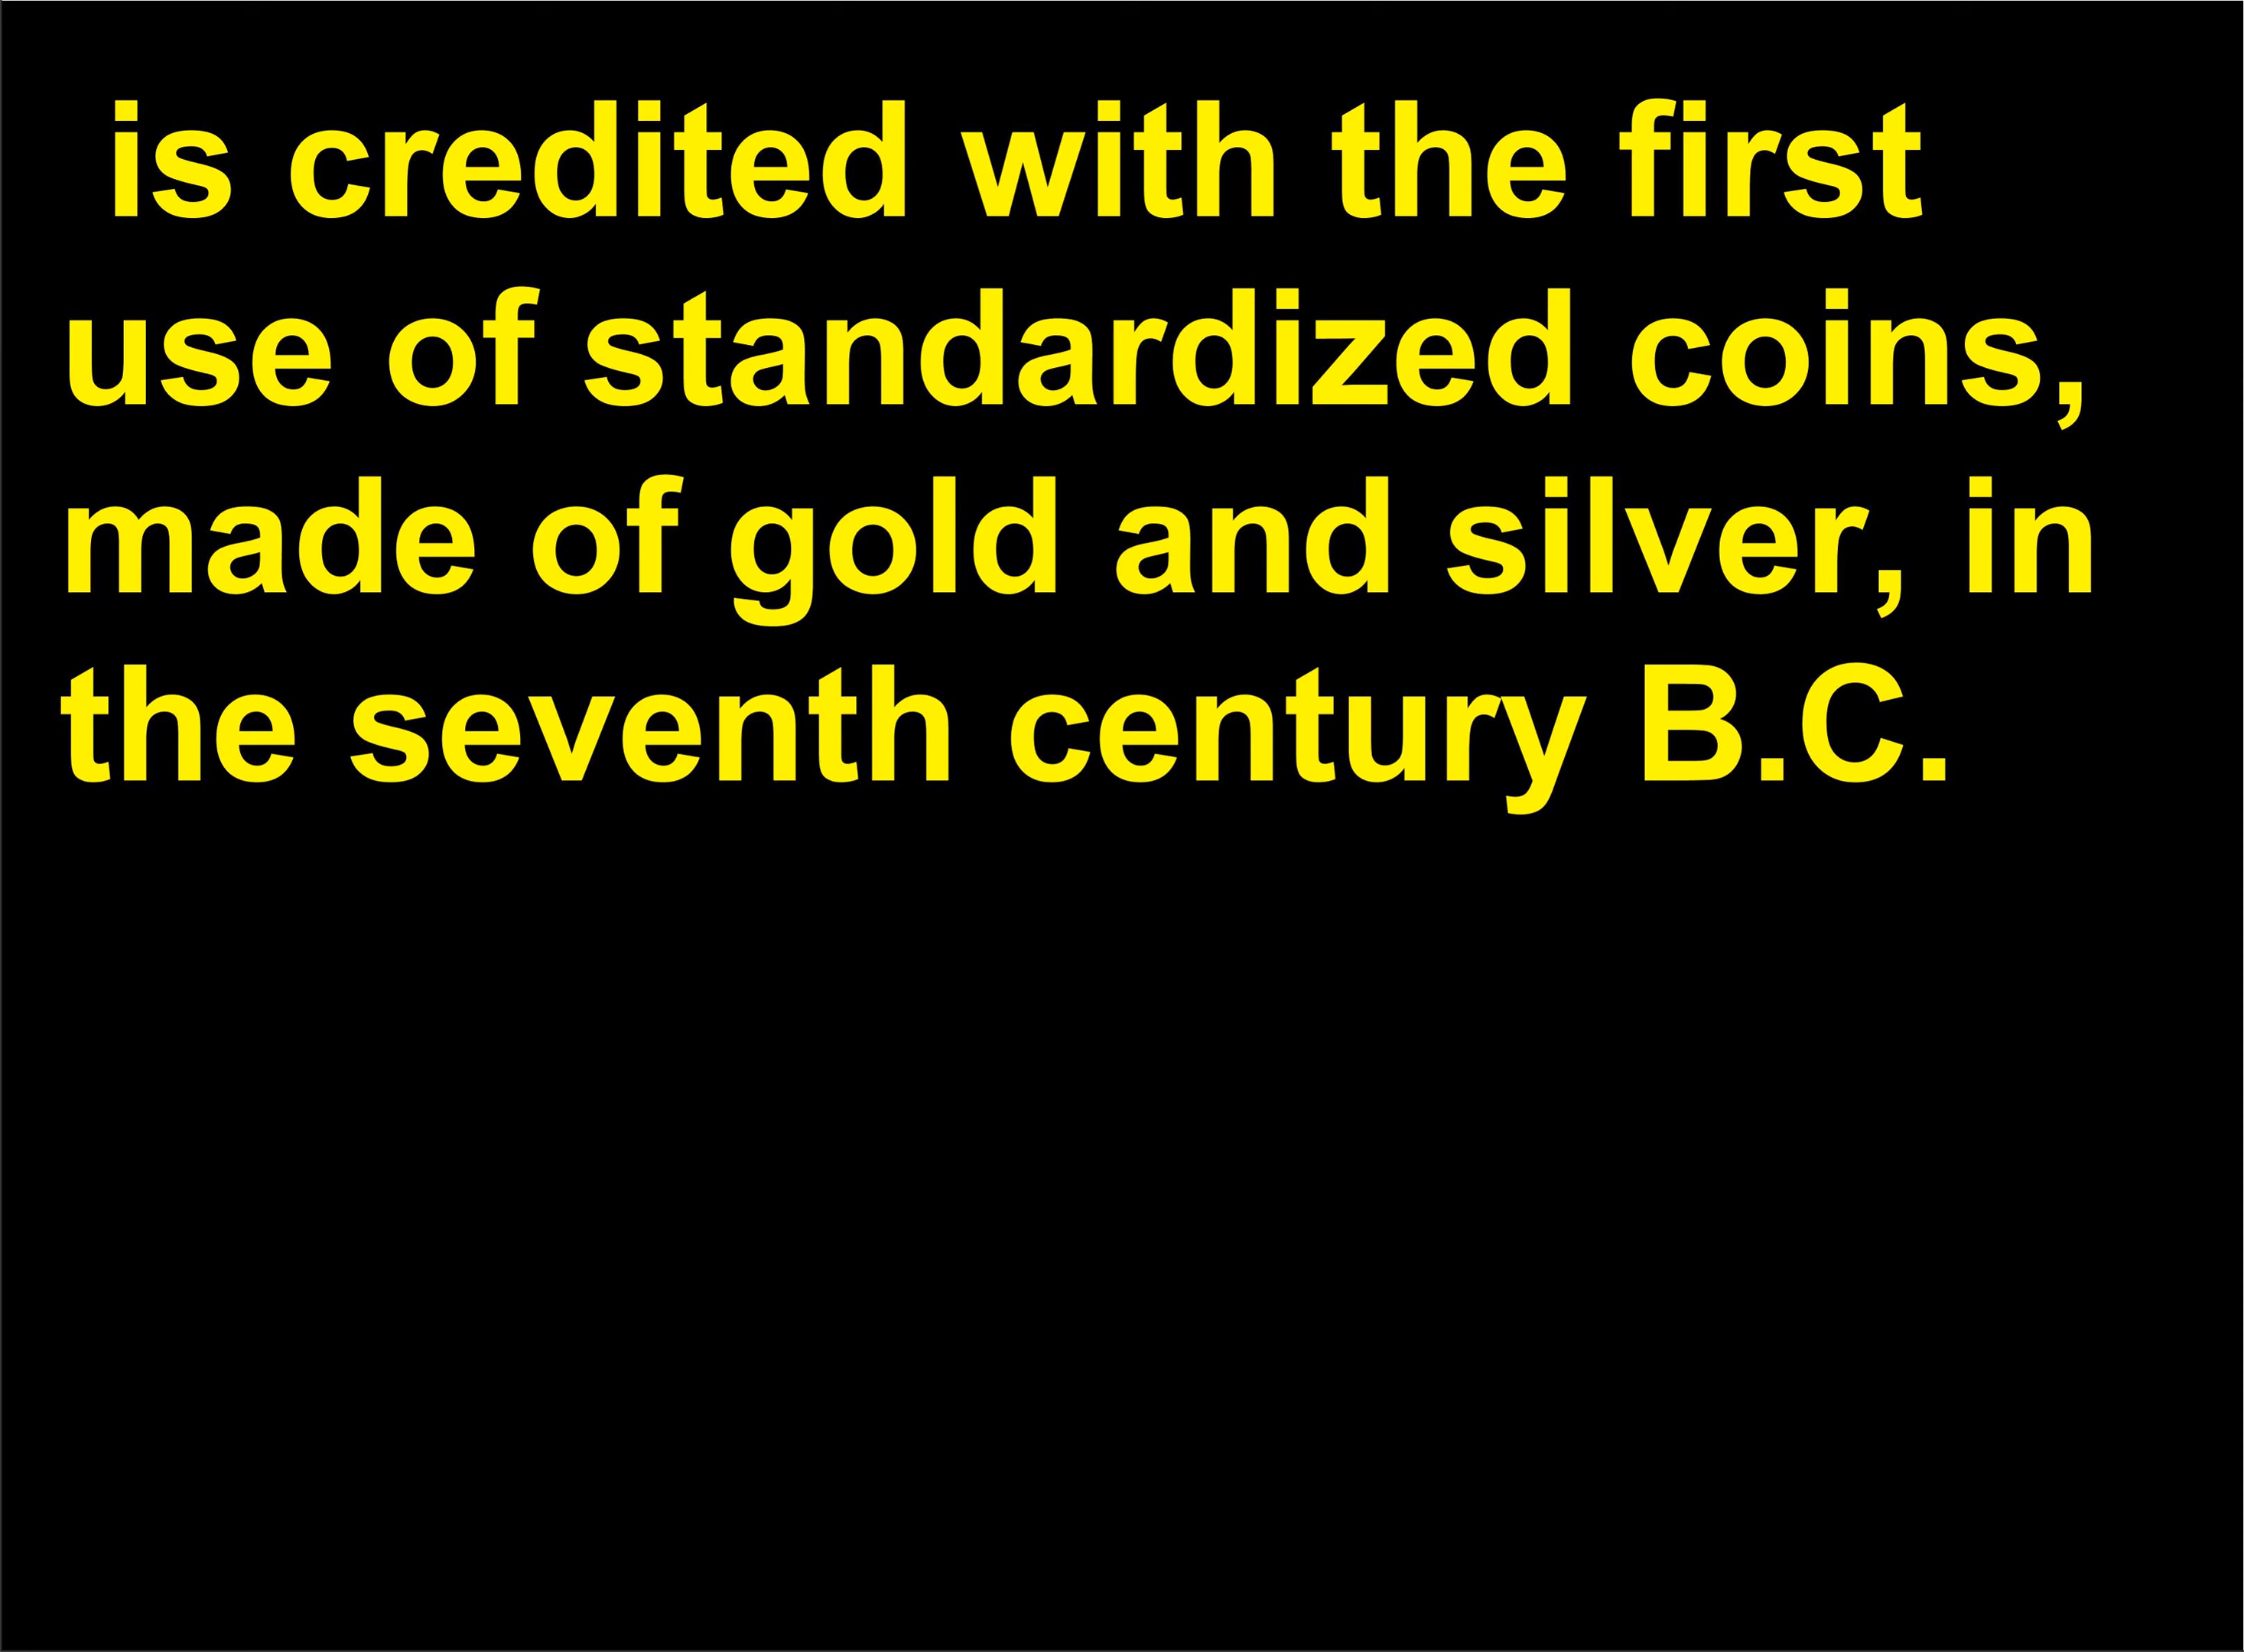 is credited with the first
use of standardized coins,
made of gold and silver, in
the seventh century B.C.